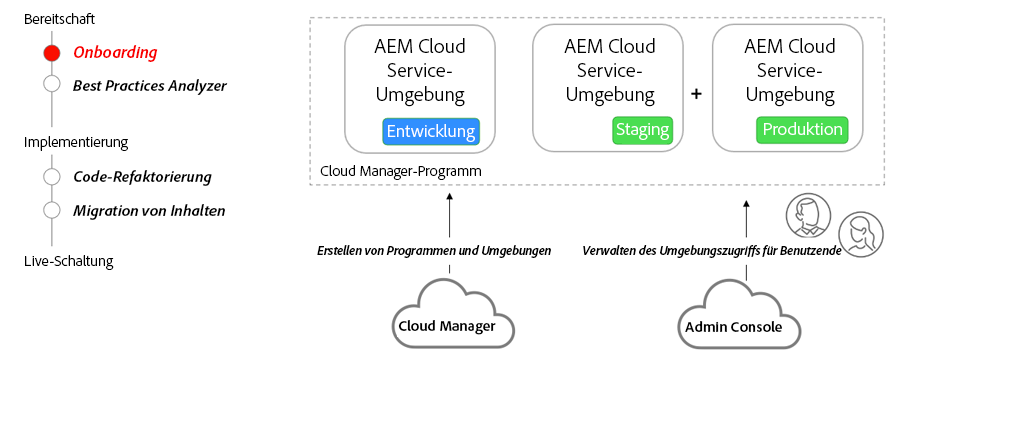 Bereitschaft
Onboarding
Best Practices Analyzer
Implementierung
Code-Refaktorierung
Migration von Inhalten
Live-Schaltung
AEM Cloud
Service-
Umgebung
Entwicklung
AEM Cloud
Service-
Umgebung
Staging
+
AEM Cloud
Service-
Umgebung
Produktion
Cloud Manager-Programm
Erstellen von Programmen und Umgebungen
Verwalten des Umgebungszugriffs für Benutzende
Cloud Manager
Admin Console